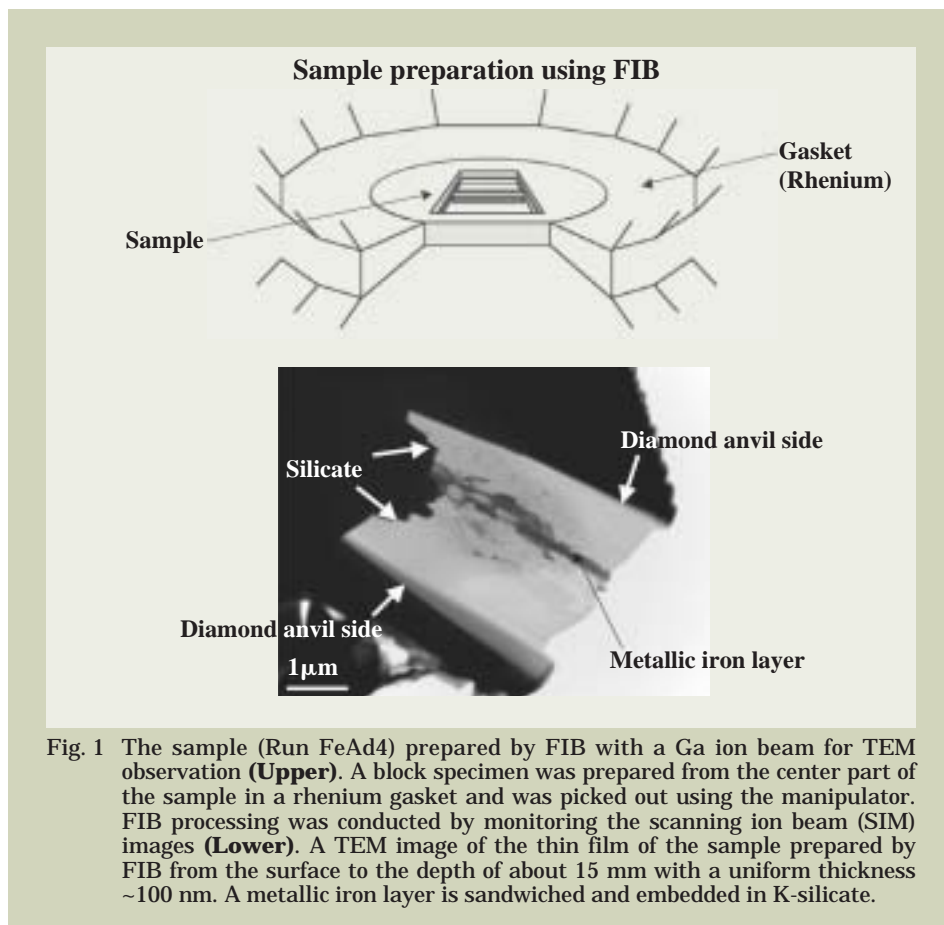 Sample preparation using FIB
Gasket
(Rhenium)
Sample
Silicate
Diamond anvil side
Diamond anvil side
1μm
Metallic iron layer
Fig. 1 The sample (Run FeAd4) prepared by FIB with a Ga ion beam for TEM
observation (Upper). A block specimen was prepared from the center part of
the sample in a rhenium gasket and was picked out using the manipulator.
FIB processing was conducted by monitoring the scanning ion beam (SIM)
images (Lower). A TEM image of the thin film of the sample prepared by
FIB from the surface to the depth of about 15 mm with a uniform thickness
~100 nm. A metallic iron layer is sandwiched and embedded in K-silicate.